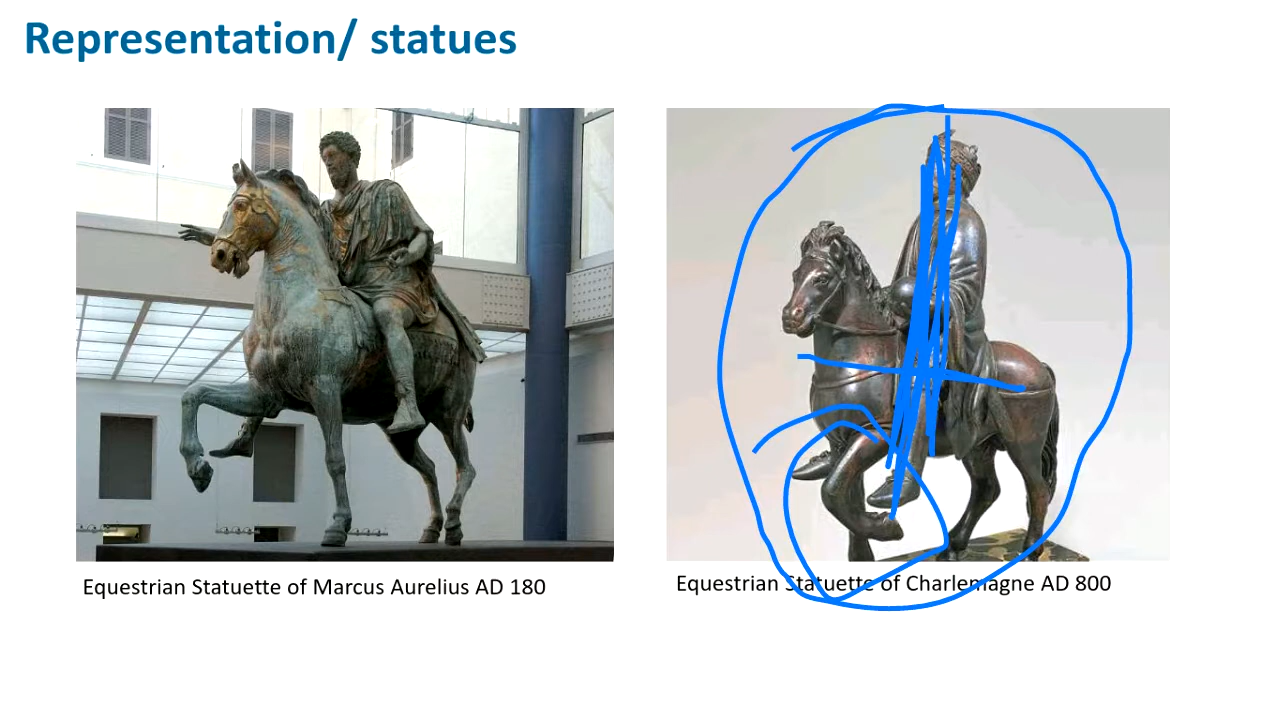 Representation/ statues
Equestrian Statuette of Marcus Aurelius AD 180
Equestrian Statuette of Charlemagne AD 800